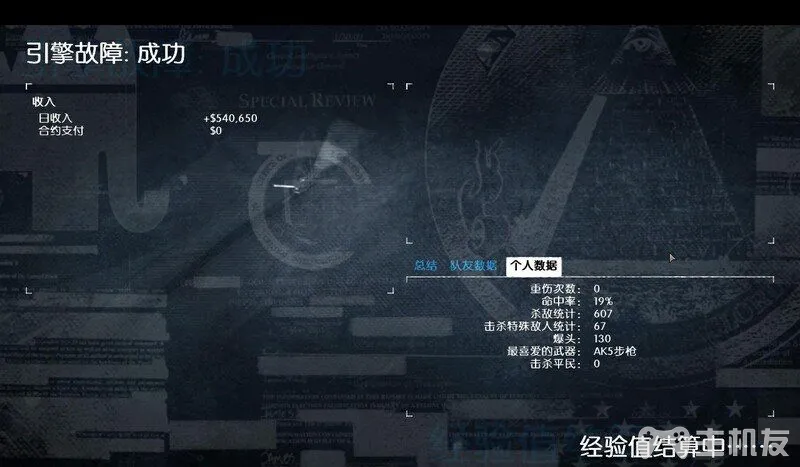 引擎故障: 成功
收入
日收入 +$540,650
合约支付 $0
SPECIAL REVIEW
总结 队友数据 个人数据
重伤次数: 0
命中率: 19%
杀敌统计: 607
击杀特殊敌人统计: 67
爆头: 130
最喜爱的武器: AK5步枪
击杀平民: 0
经验值结算中
主机友